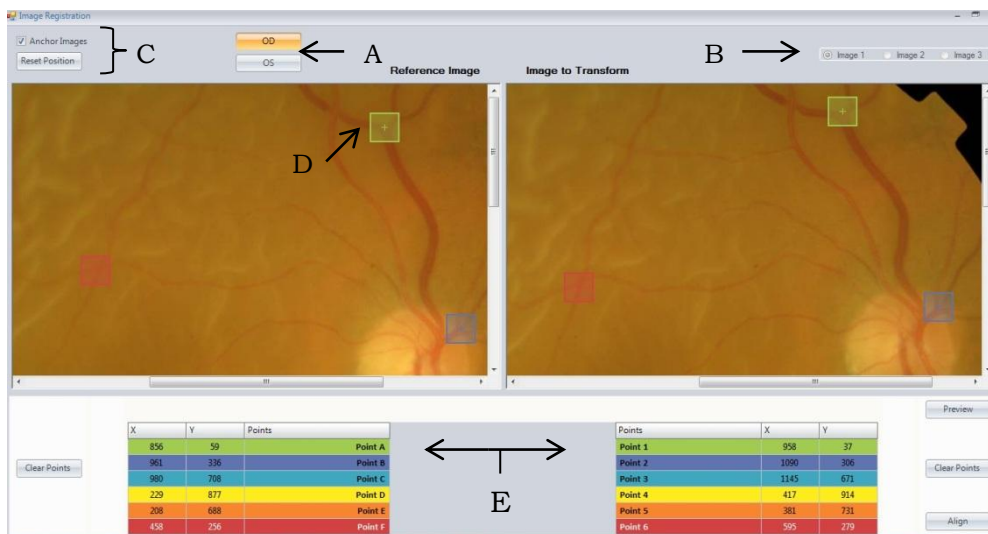 Image Registration
Anchor Images
Reset Position
C
OD
OS
A
B
Image 1 Image 2 Image 3
Reference Image Image to Transform
D
Preview
X Y Points
856 59 Point A
961 336 Point B
980 708 Point C
229 877 Point D
208 688 Point E
458 256 Point F
Clear Points
E
Points X Y
Point 1 958 37
Point 2 1090 306
Point 3 1145 671
Point 4 417 914
Point 5 381 731
Point 6 595 279
Clear Points
Align